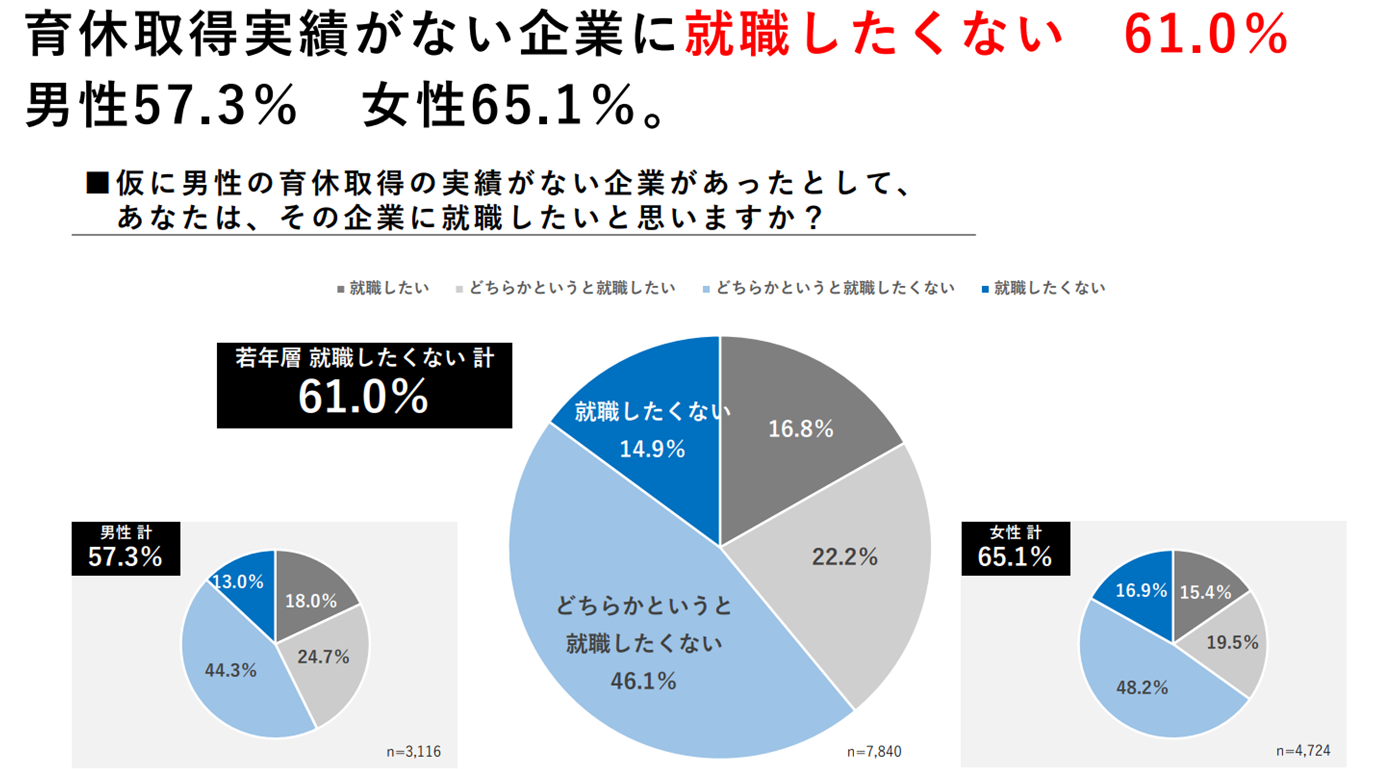 育休取得実績がない企業に就職したくない　61.0%
男性57.3%　女性65.1%。
■仮に男性の育休取得の実績がない企業があったとして、
あなたは、その企業に就職したいと思いますか？
■就職したい　■どちらかというと就職したい　■どちらかというと就職したくない　■就職したくない
若年層 就職したくない 計
61.0%
就職したくない
14.9%
16.8%
22.2%
どちらかというと
就職したくない
46.1%
n=7,840
男性 計
57.3%
13.0%
18.0%
24.7%
44.3%
n=3,116
女性 計
65.1%
16.9%
15.4%
19.5%
48.2%
n=4,724